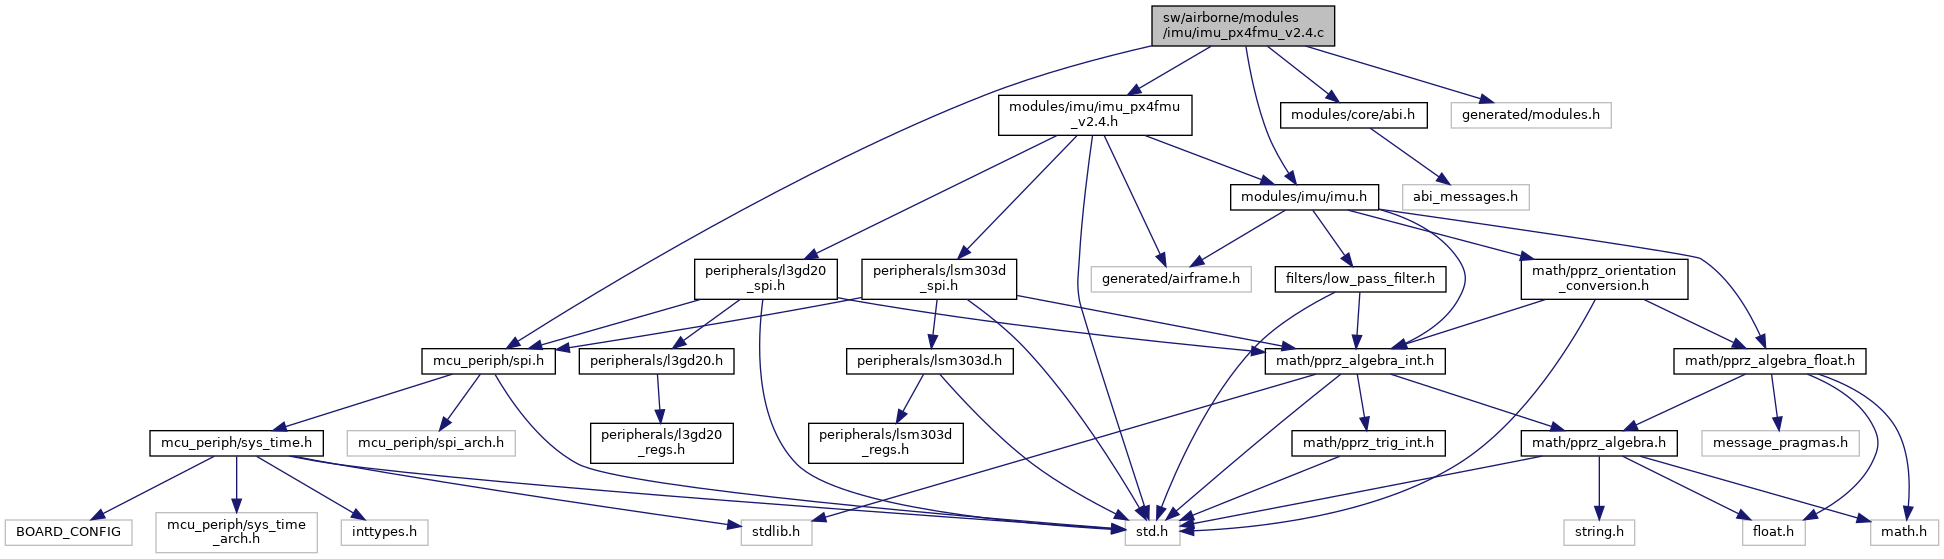 sw/airborne/modules
/imu/imu_px4fmu_v2.4.c
modules/imu/imu_px4fmu
_v2.4.h
modules/core/abi.h
generated/modules.h
modules/imu/imu.h
abi_messages.h
peripherals/l3gd20
_spi.h
peripherals/lsm303d
_spi.h
generated/airframe.h
filters/low_pass_filter.h
math/pprz_orientation
_conversion.h
mcu_periph/spi.h
peripherals/l3gd20.h
peripherals/lsm303d.h
math/pprz_algebra_int.h
math/pprz_algebra_float.h
mcu_periph/sys_time.h
mcu_periph/spi_arch.h
peripherals/l3gd20
_regs.h
peripherals/lsm303d
_regs.h
math/pprz_trig_int.h
math/pprz_algebra.h
message_pragmas.h
BOARD_CONFIG
mcu_periph/sys_time
_arch.h
inttypes.h
stdlib.h
std.h
string.h
float.h
math.h